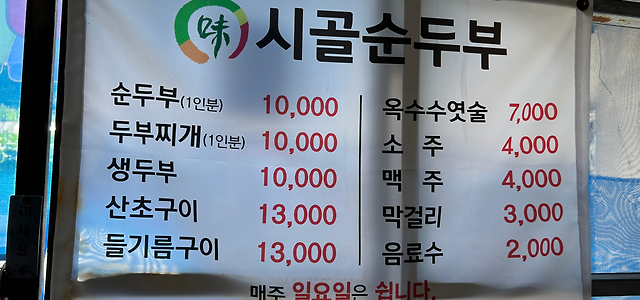 味 시골순두부
순두부(1인분) 10,000
두부찌개(1인분) 10,000
생두부 10,000
산초구이 13,000
들기름구이 13,000
옥수수엿술 7,000
소 주 4,000
맥 주 4,000
막걸리 3,000
음료수 2,000
매주 일요일은 쉽니다.